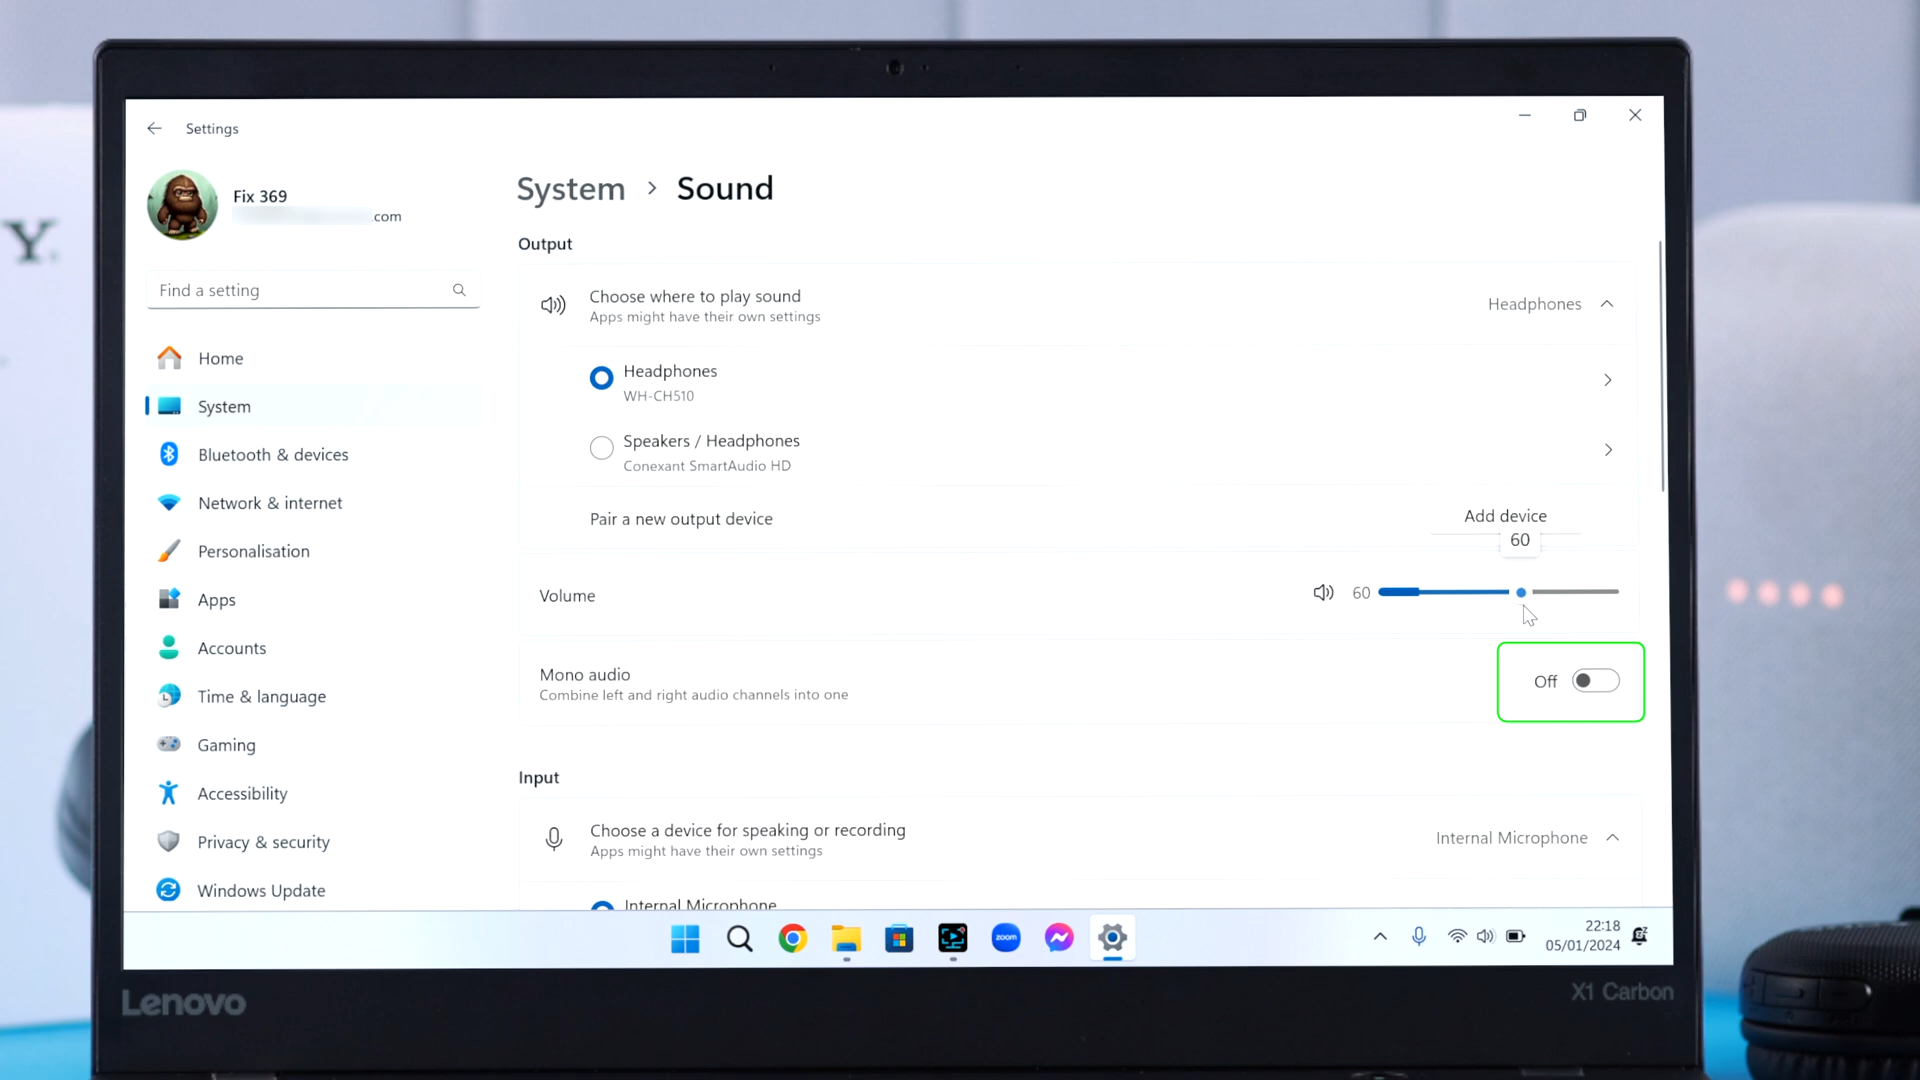 Y.
Settings
Fix 369
.com
Find a setting
Home
System
Bluetooth & devices
Network & internet
Personalisation
Apps
Accounts
Time & language
Gaming
Accessibility
Privacy & security
Windows Update
System > Sound
Output
Choose where to play sound
Apps might have their own settings
Headphones
Headphones
WH-CH510
Speakers / Headphones
Conexant SmartAudio HD
Pair a new output device
Add device
60
Volume
60
Mono audio
Combine left and right audio channels into one
Off
Input
Choose a device for speaking or recording
Apps might have their own settings
Internal Microphone
Internal Microphone
zoom
22:18
05/01/2024
Lenovo
X1 Carbon